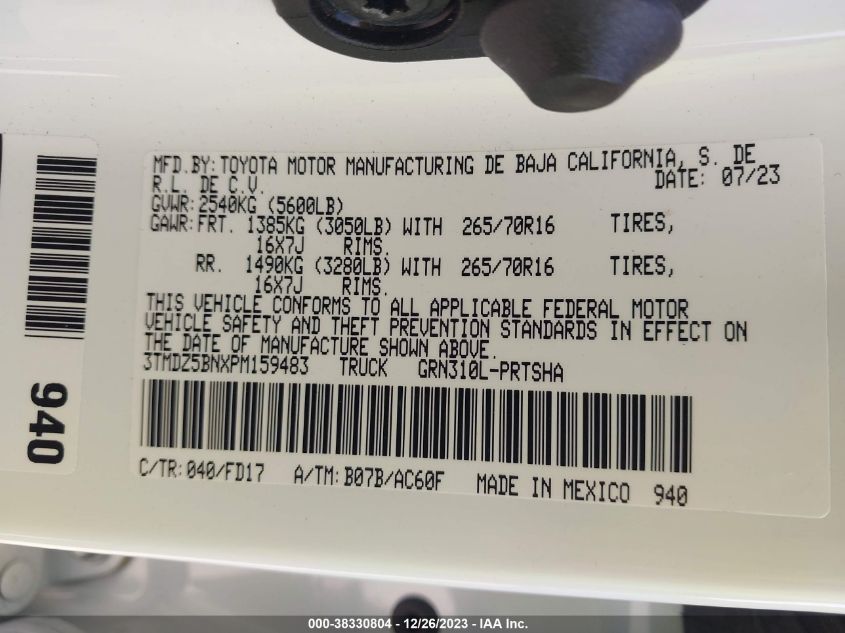 MFD.BY:TOYOTA MOTOR MANUFACTURING DE BAJA CALIFORNIA, S. DE
R.L. DE C.V. DATE: 07/23
GVWR:2540KG (5600LB)
GAWR:FRT. 1385KG (3050LB) WITH 265/70R16 TIRES,
16X7J RIMS.
RR. 1490KG (3280LB) WITH 265/70R16 TIRES,
16X7J RIMS.
THIS VEHICLE CONFORMS TO ALL APPLICABLE FEDERAL MOTOR
VEHICLE SAFETY AND THEFT PREVENTION STANDARDS IN EFFECT ON
THE DATE OF MANUFACTURE SHOWN ABOVE.
3TMDZ5BNXPM159483 TRUCK GRN310L-PRTSHA
C/TR:040/FD17 A/TM:B07B/AC60F MADE IN MEXICO 940
940
000-38330804 - 12/26/2023 - IAA Inc.